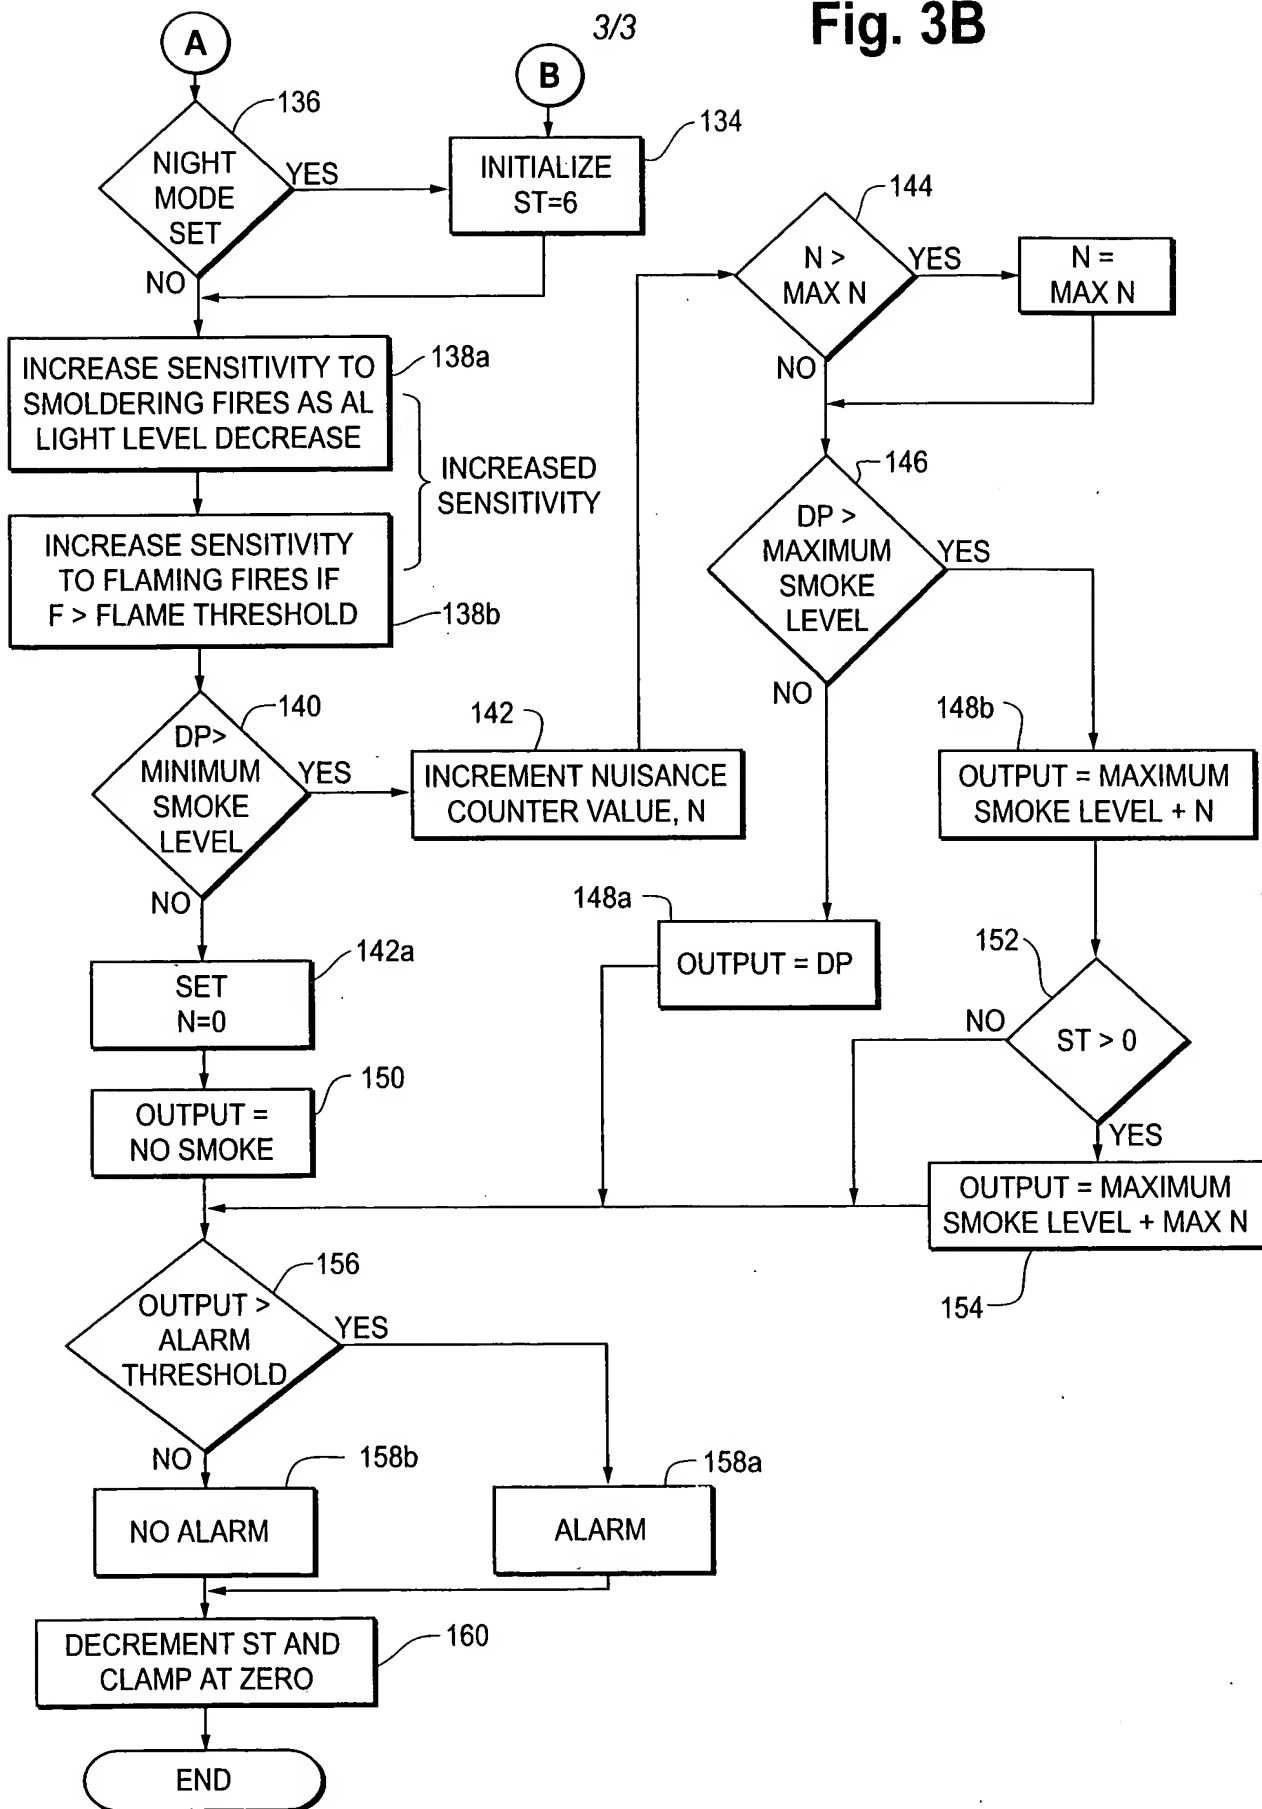 3/3
Fig. 3B
A
B
136
134
NIGHT
MODE
SET
YES
NO
INITIALIZE
ST=6
144
N >
MAX N
YES
NO
N =
MAX N
138a
INCREASE SENSITIVITY TO
SMOLDERING FIRES AS AL
LIGHT LEVEL DECREASE
INCREASED
SENSITIVITY
INCREASE SENSITIVITY
TO FLAMING FIRES IF
F > FLAME THRESHOLD
138b
146
DP >
MAXIMUM
SMOKE
LEVEL
YES
NO
140
DP>
MINIMUM
SMOKE
LEVEL
YES
NO
142
INCREMENT NUISANCE
COUNTER VALUE, N
148b
OUTPUT = MAXIMUM
SMOKE LEVEL + N
148a
OUTPUT = DP
142a
SET
N=0
152
ST > 0
NO
YES
150
OUTPUT =
NO SMOKE
OUTPUT = MAXIMUM
SMOKE LEVEL + MAX N
154
156
OUTPUT >
ALARM
THRESHOLD
YES
NO
158b
NO ALARM
158a
ALARM
DECREMENT ST AND
CLAMP AT ZERO
160
END